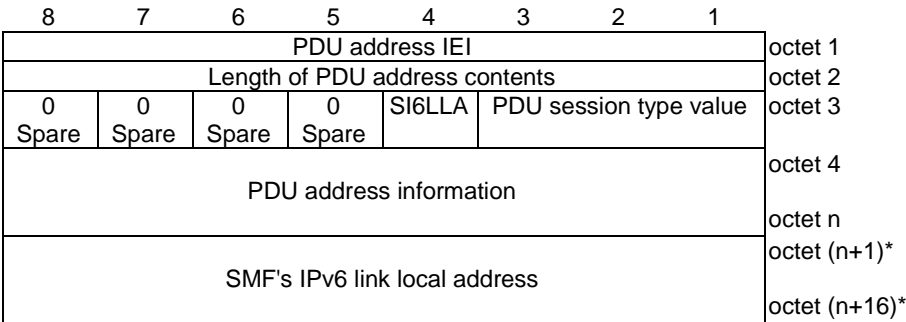 8 7 6 5 4 3 2 1
PDU address IEI octet 1
Length of PDU address contents octet 2
0 0 0 0 SI6LLA PDU session type value octet 3
Spare Spare Spare Spare
octet 4
PDU address information
octet n
octet (n+1)*
SMF's IPv6 link local address
octet (n+16)*